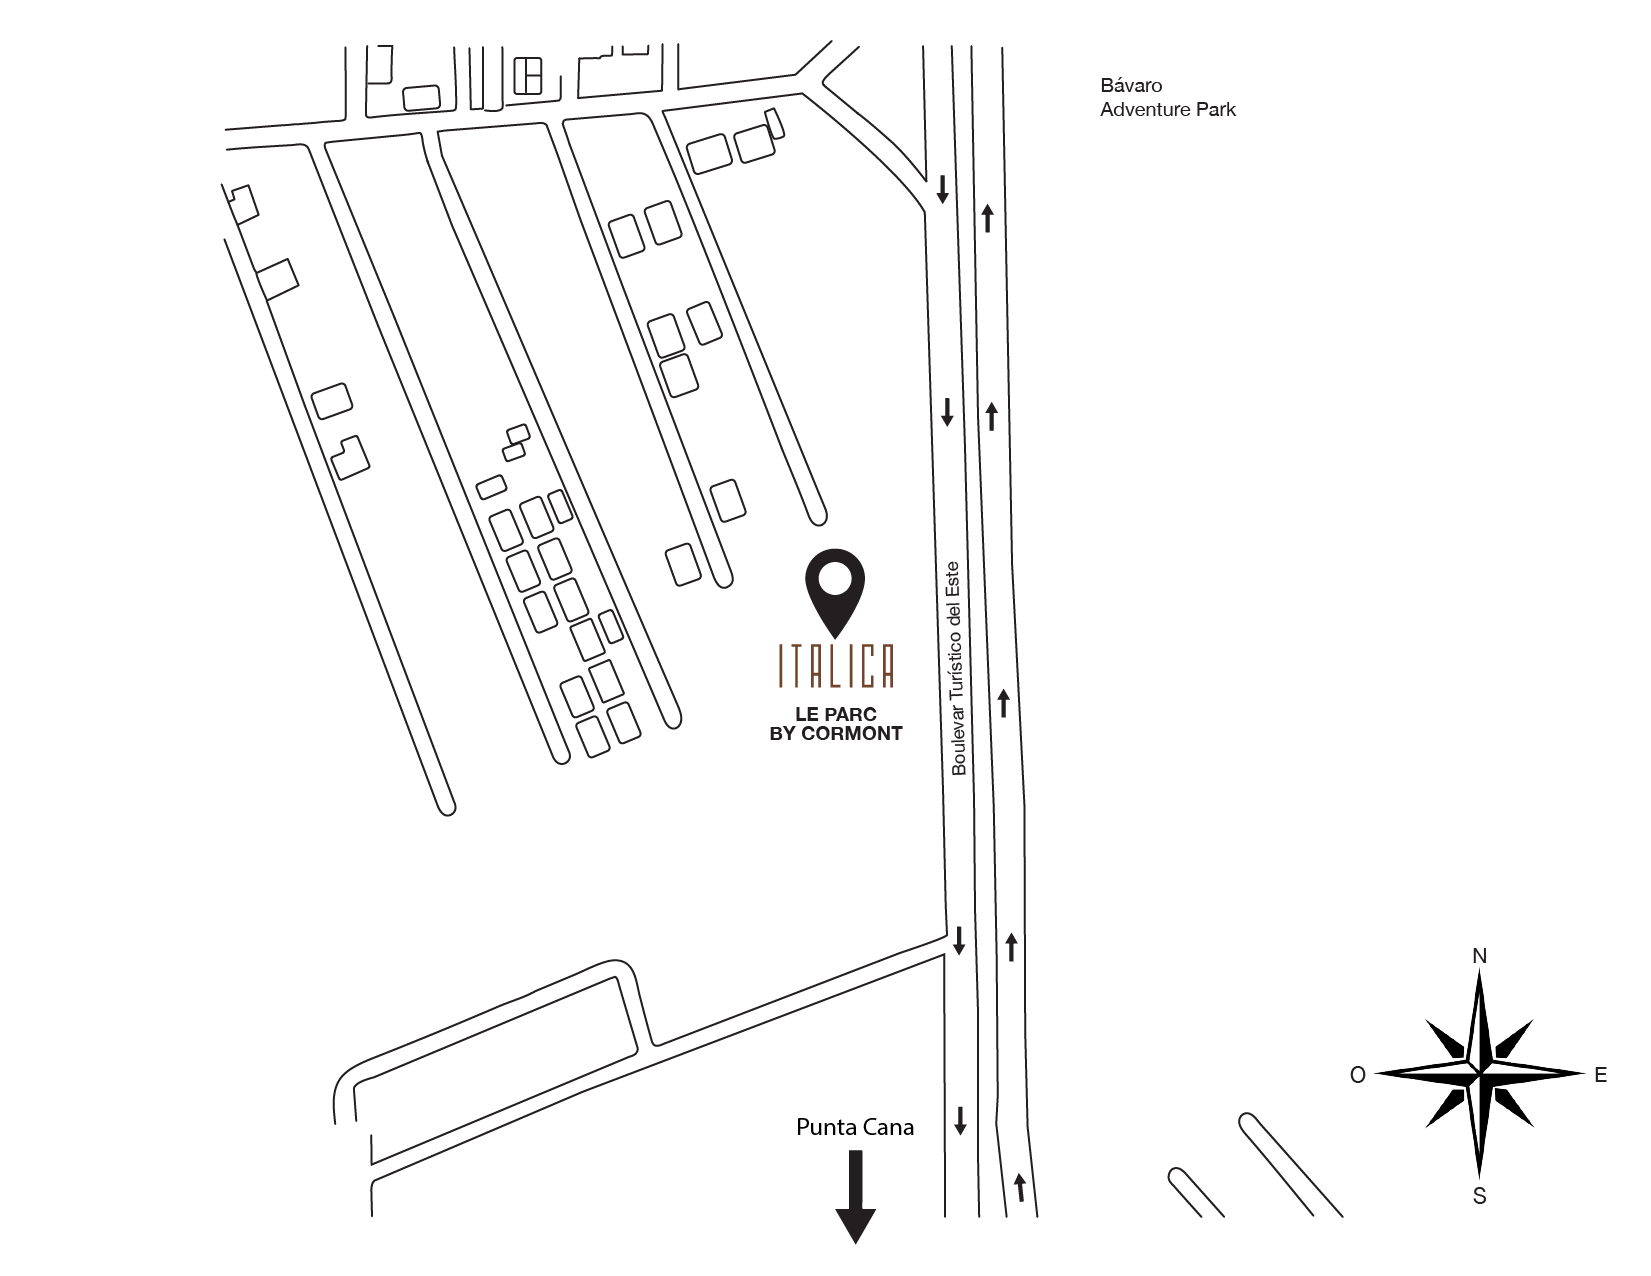 Bávaro
Adventure Park
Boulevar Turístico del Este
ITALICA
LE PARC
BY CORMONT
N
O
E
S
Punta Cana